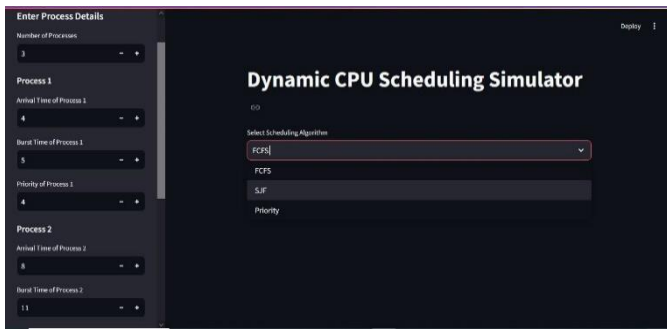 Enter Process Details
Number of Processes
3
Process 1
Arrival Time of Process 1
4
Burst Time of Process 1
5
Priority of Process 1
4
Process 2
Arrival Time of Process 2
8
Burst Time of Process 2
11
Deploy
Dynamic CPU Scheduling Simulator
Select Scheduling Algorithm
FCFS
FCFS
SJF
Priority